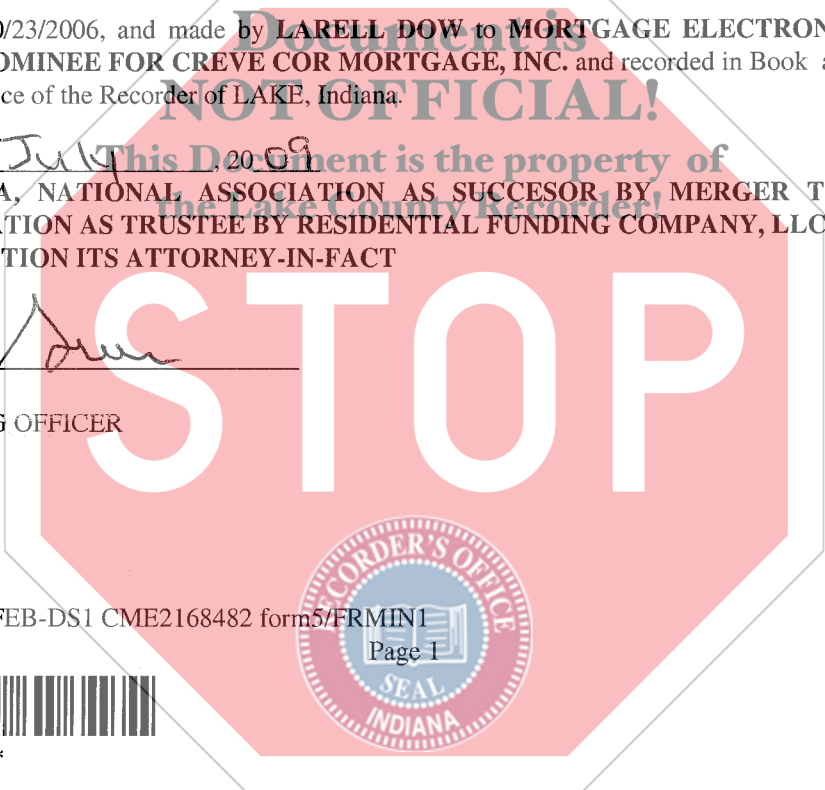 0/23/2006, and made by LARELL DOW to MORTGAGE ELECTRON
OMINEE FOR CREVE COR MORTGAGE, INC. and recorded in Book a
ce of the Recorder of LAKE, Indiana.
Document is
NOT OFFICIAL!
This Document is the property of
the Lake County Recorder!
July, 2009
A, NATIONAL ASSOCIATION AS SUCCESOR BY MERGER T
ATION AS TRUSTEE BY RESIDENTIAL FUNDING COMPANY, LLC
TION ITS ATTORNEY-IN-FACT
STOP
G OFFICER
FEB-DS1 CME2168482 form5/FRMIN1
Page 1
RECORDER'S OFFICE
SEAL
INDIANA
*